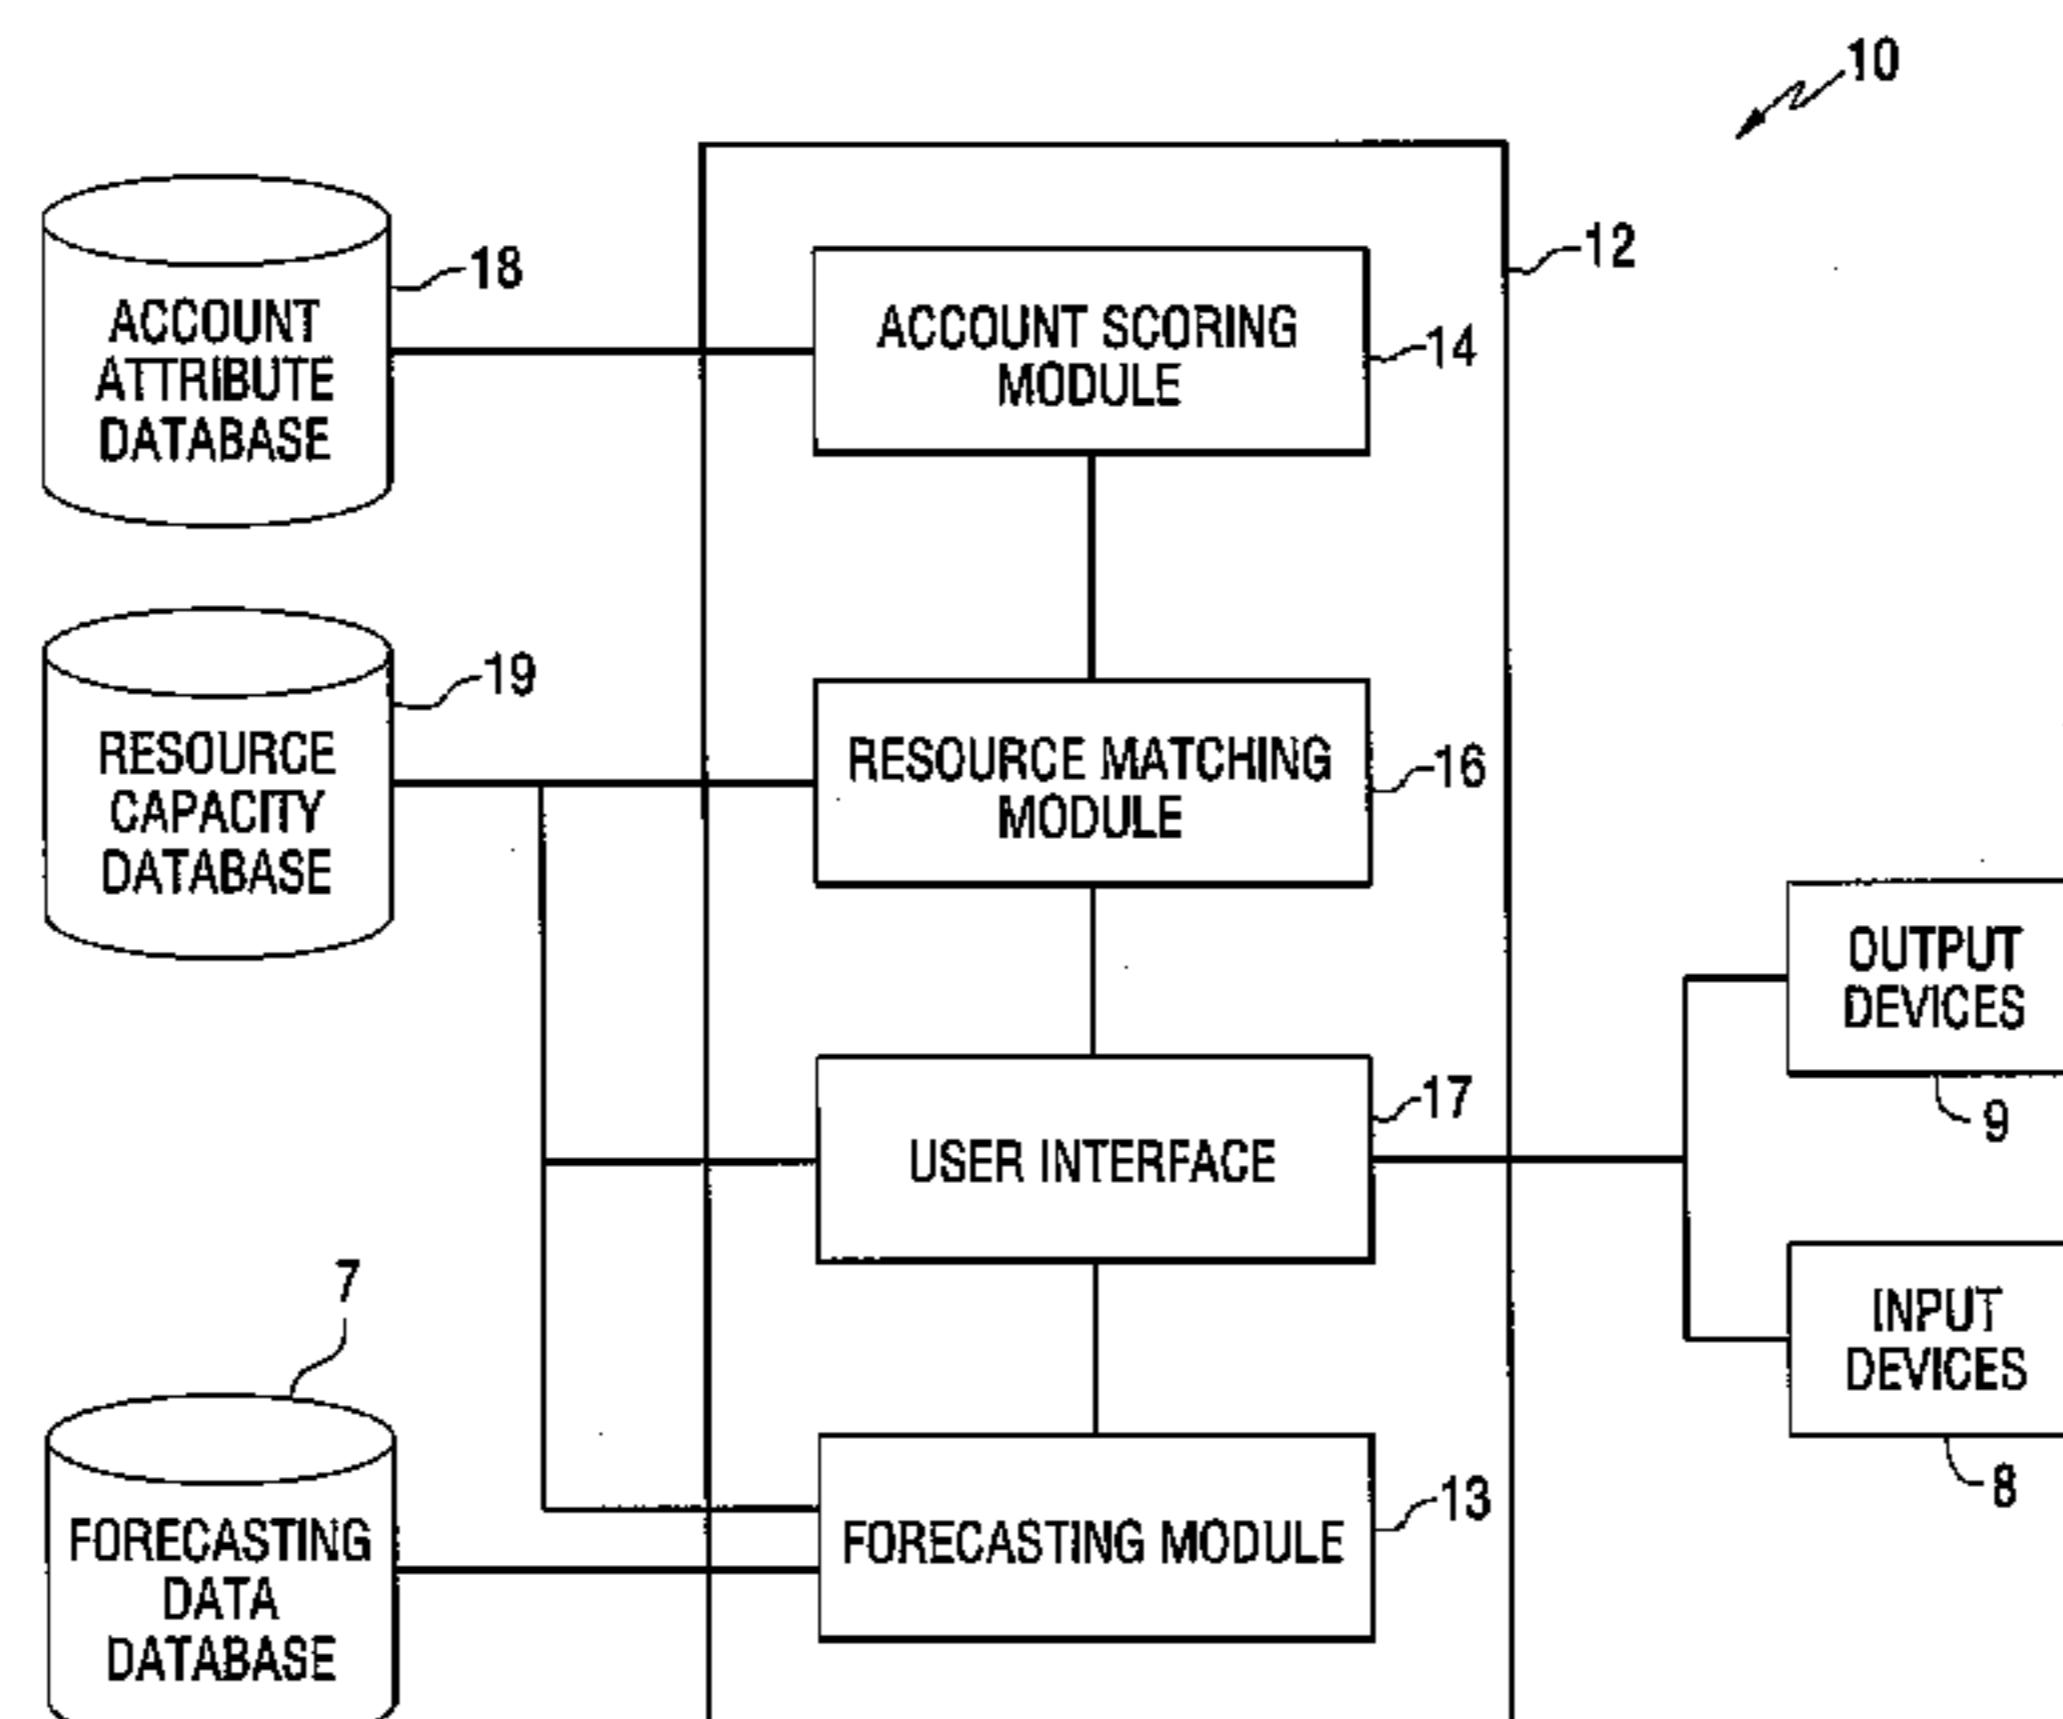 10
12
18
ACCOUNT
ATTRIBUTE
DATABASE
ACCOUNT SCORING
MODULE
14
19
RESOURCE
CAPACITY
DATABASE
RESOURCE MATCHING
MODULE
16
OUTPUT
DEVICES
9
17
USER INTERFACE
7
INPUT
DEVICES
8
FORECASTING
DATA
DATABASE
FORECASTING MODULE
13